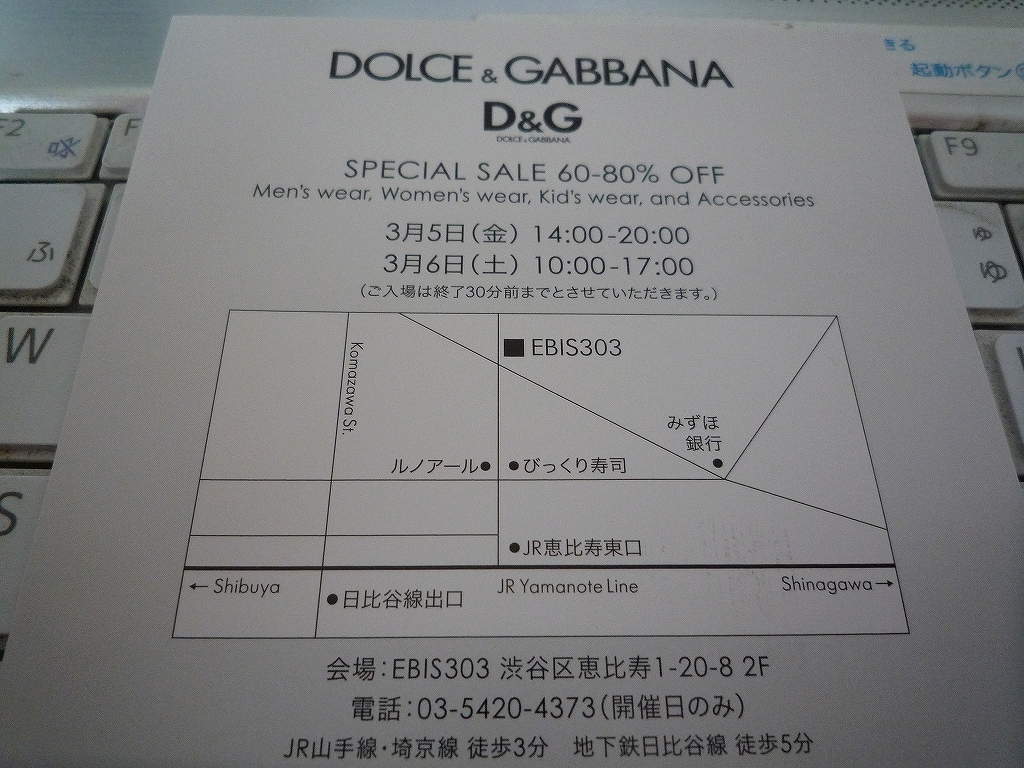 DOLCE & GABBANA
D&G
DOLCE & GABBANA
SPECIAL SALE 60-80% OFF
Men's wear, Women's wear, Kid's wear, and Accessories
3月5日(金) 14:00-20:00
3月6日(土) 10:00-17:00
(ご入場は終了30分前までとさせていただきます。)
Komazawa St.
■ EBIS303
みずほ
銀行
ルノアール● ●びっくり寿司
●JR恵比寿東口
← Shibuya
JR Yamanote Line
Shinagawa→
●日比谷線出口
会場:EBIS303 渋谷区恵比寿1-20-8 2F
電話:03-5420-4373(開催日のみ)
JR山手線・埼京線 徒歩3分 地下鉄日比谷線 徒歩5分
きる
起動ボタン
F2
F
F9
ふ
ゅ
ゆ
W
S